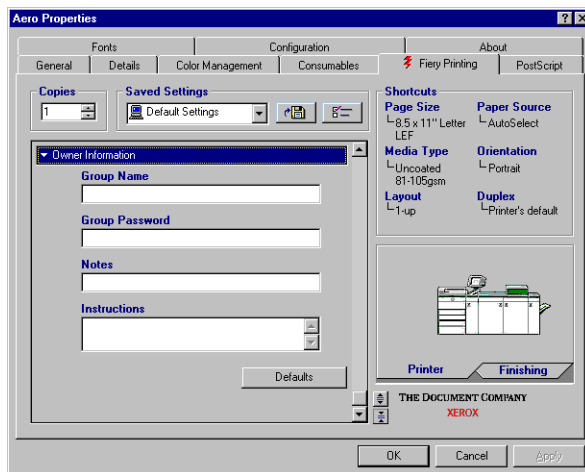 Aero Properties
Fonts Configuration About
General Details Color Management Consumables Fiery Printing PostScript
Copies
1
Saved Settings
Default Settings
Owner Information
Group Name
Group Password
Notes
Instructions
Defaults
Shortcuts
Page Size Paper Source
8.5 x 11" Letter AutoSelect
LEF
Media Type Orientation
Uncoated Portrait
81-105gsm
Layout Duplex
1-up Printer's default
Printer Finishing
THE DOCUMENT COMPANY
XEROX
OK Cancel Apply